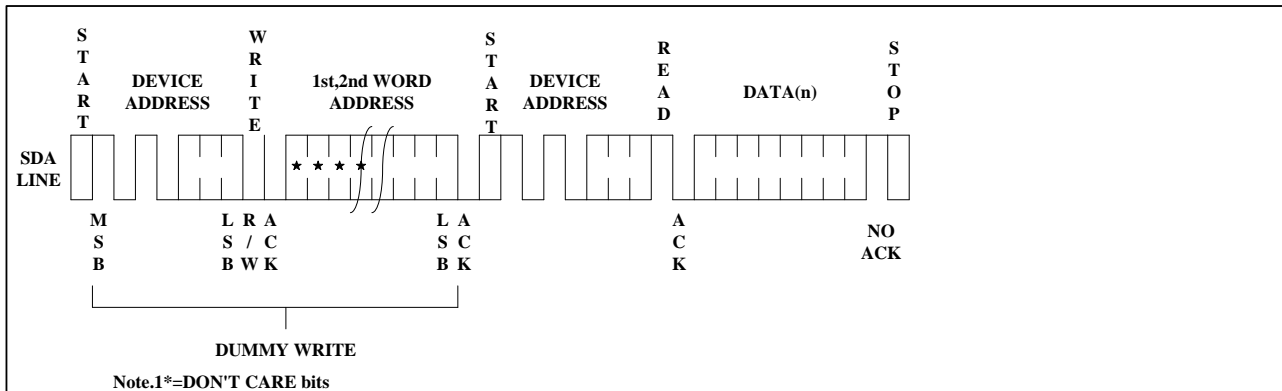 START
DEVICE
ADDRESS
WRITE
1st,2nd WORD
ADDRESS
START
DEVICE
ADDRESS
READ
DATA(n)
STOP
SDA
LINE
★ ★ ★ ★
MSB
LSB
R/W
ACK
LSB
ACK
ACK
NO
ACK
DUMMY WRITE
Note.1*=DON'T CARE bits